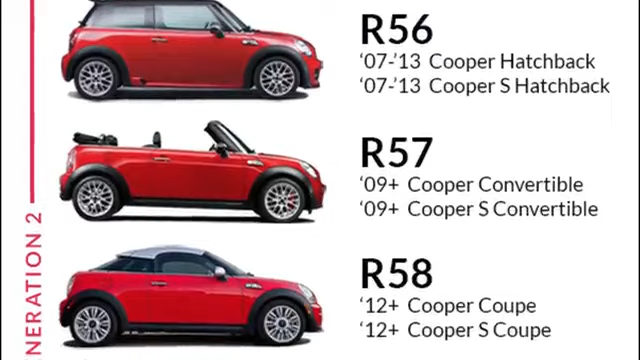 R56
‘07-’13 Cooper Hatchback
‘07-’13 Cooper S Hatchback
R57
‘09+ Cooper Convertible
‘09+ Cooper S Convertible
R58
‘12+ Cooper Coupe
‘12+ Cooper S Coupe
NERATION 2